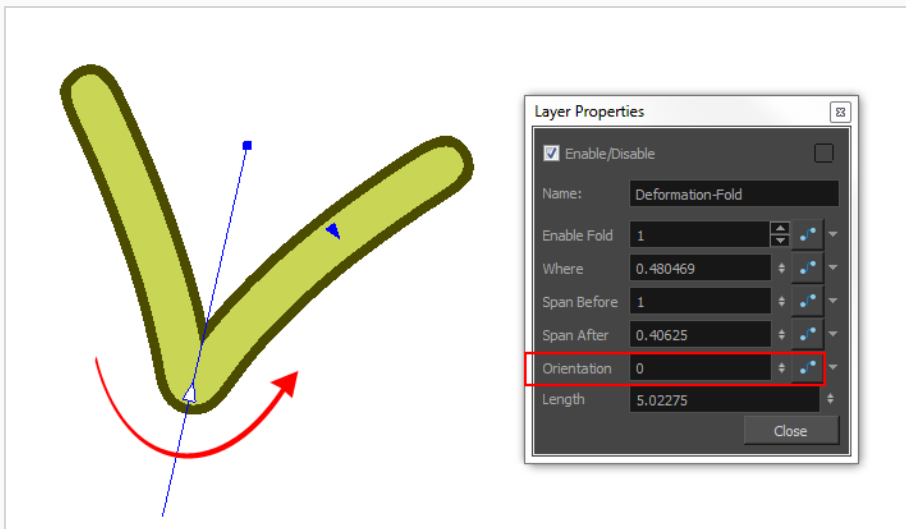 Layer Properties
Enable/Disable
Name: Deformation-Fold
Enable Fold 1
Where 0.480469
Span Before 1
Span After 0.40625
Orientation 0
Length 5.02275
Close